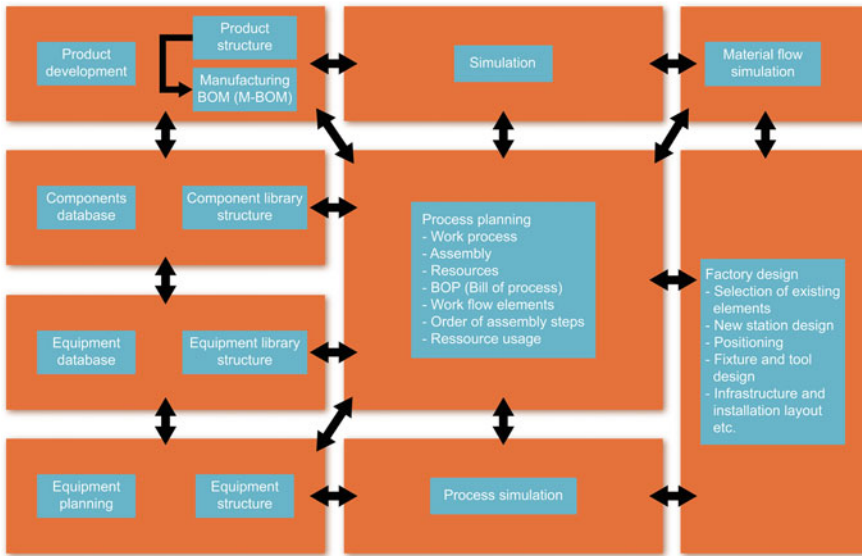 Product
development
Product
structure
Manufacturing
BOM (M-BOM)
Simulation
Material flow
simulation
Components
database
Component library
structure
Process planning
- Work process
- Assembly
- Resources
- BOP (Bill of process)
- Work flow elements
- Order of assembly steps
- Ressource usage
Factory design
- Selection of existing
elements
- New station design
- Positioning
- Fixture and tool
design
- Infrastructure and
installation layout
etc.
Equipment
database
Equipment library
structure
Equipment
planning
Equipment
structure
Process simulation